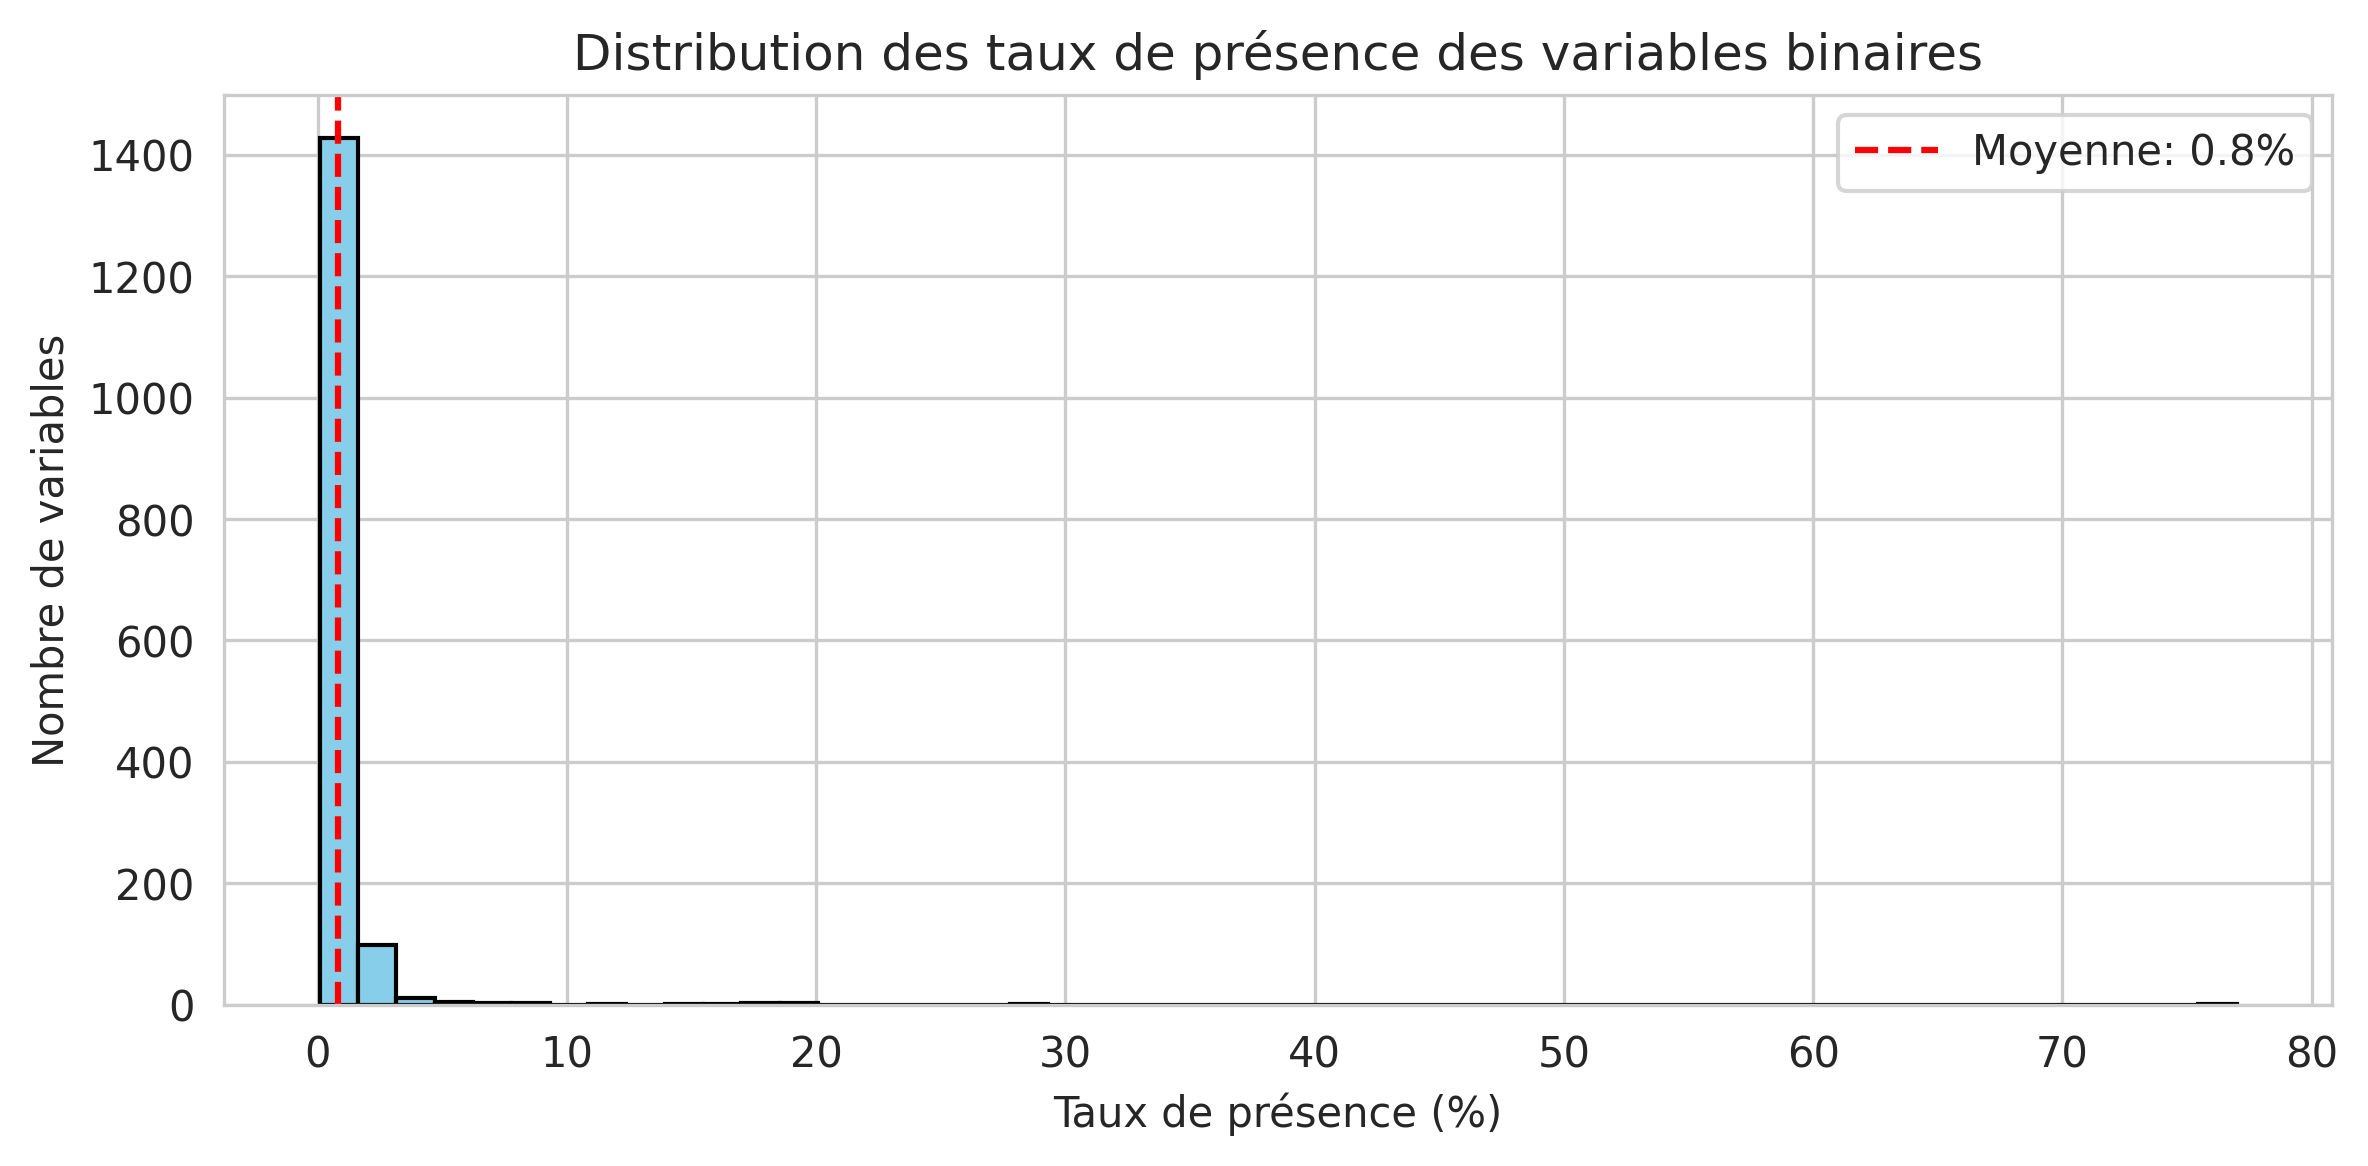 Distribution des taux de présence des variables binaires
Moyenne: 0.8%
Nombre de variables
1400
1200
1000
800
600
400
200
0
0 10 20 30 40 50 60 70 80
Taux de présence (%)